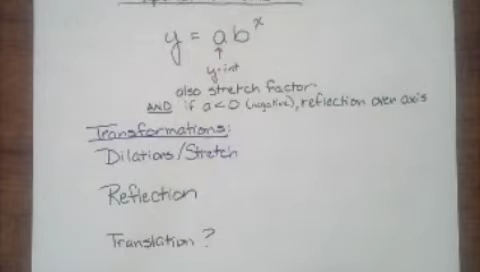 y = ab^x
↑
y-int
also stretch factor
AND if a<0 (negative), reflection over axis
Transformations:
Dilations/Stretch
Reflection
Translation?